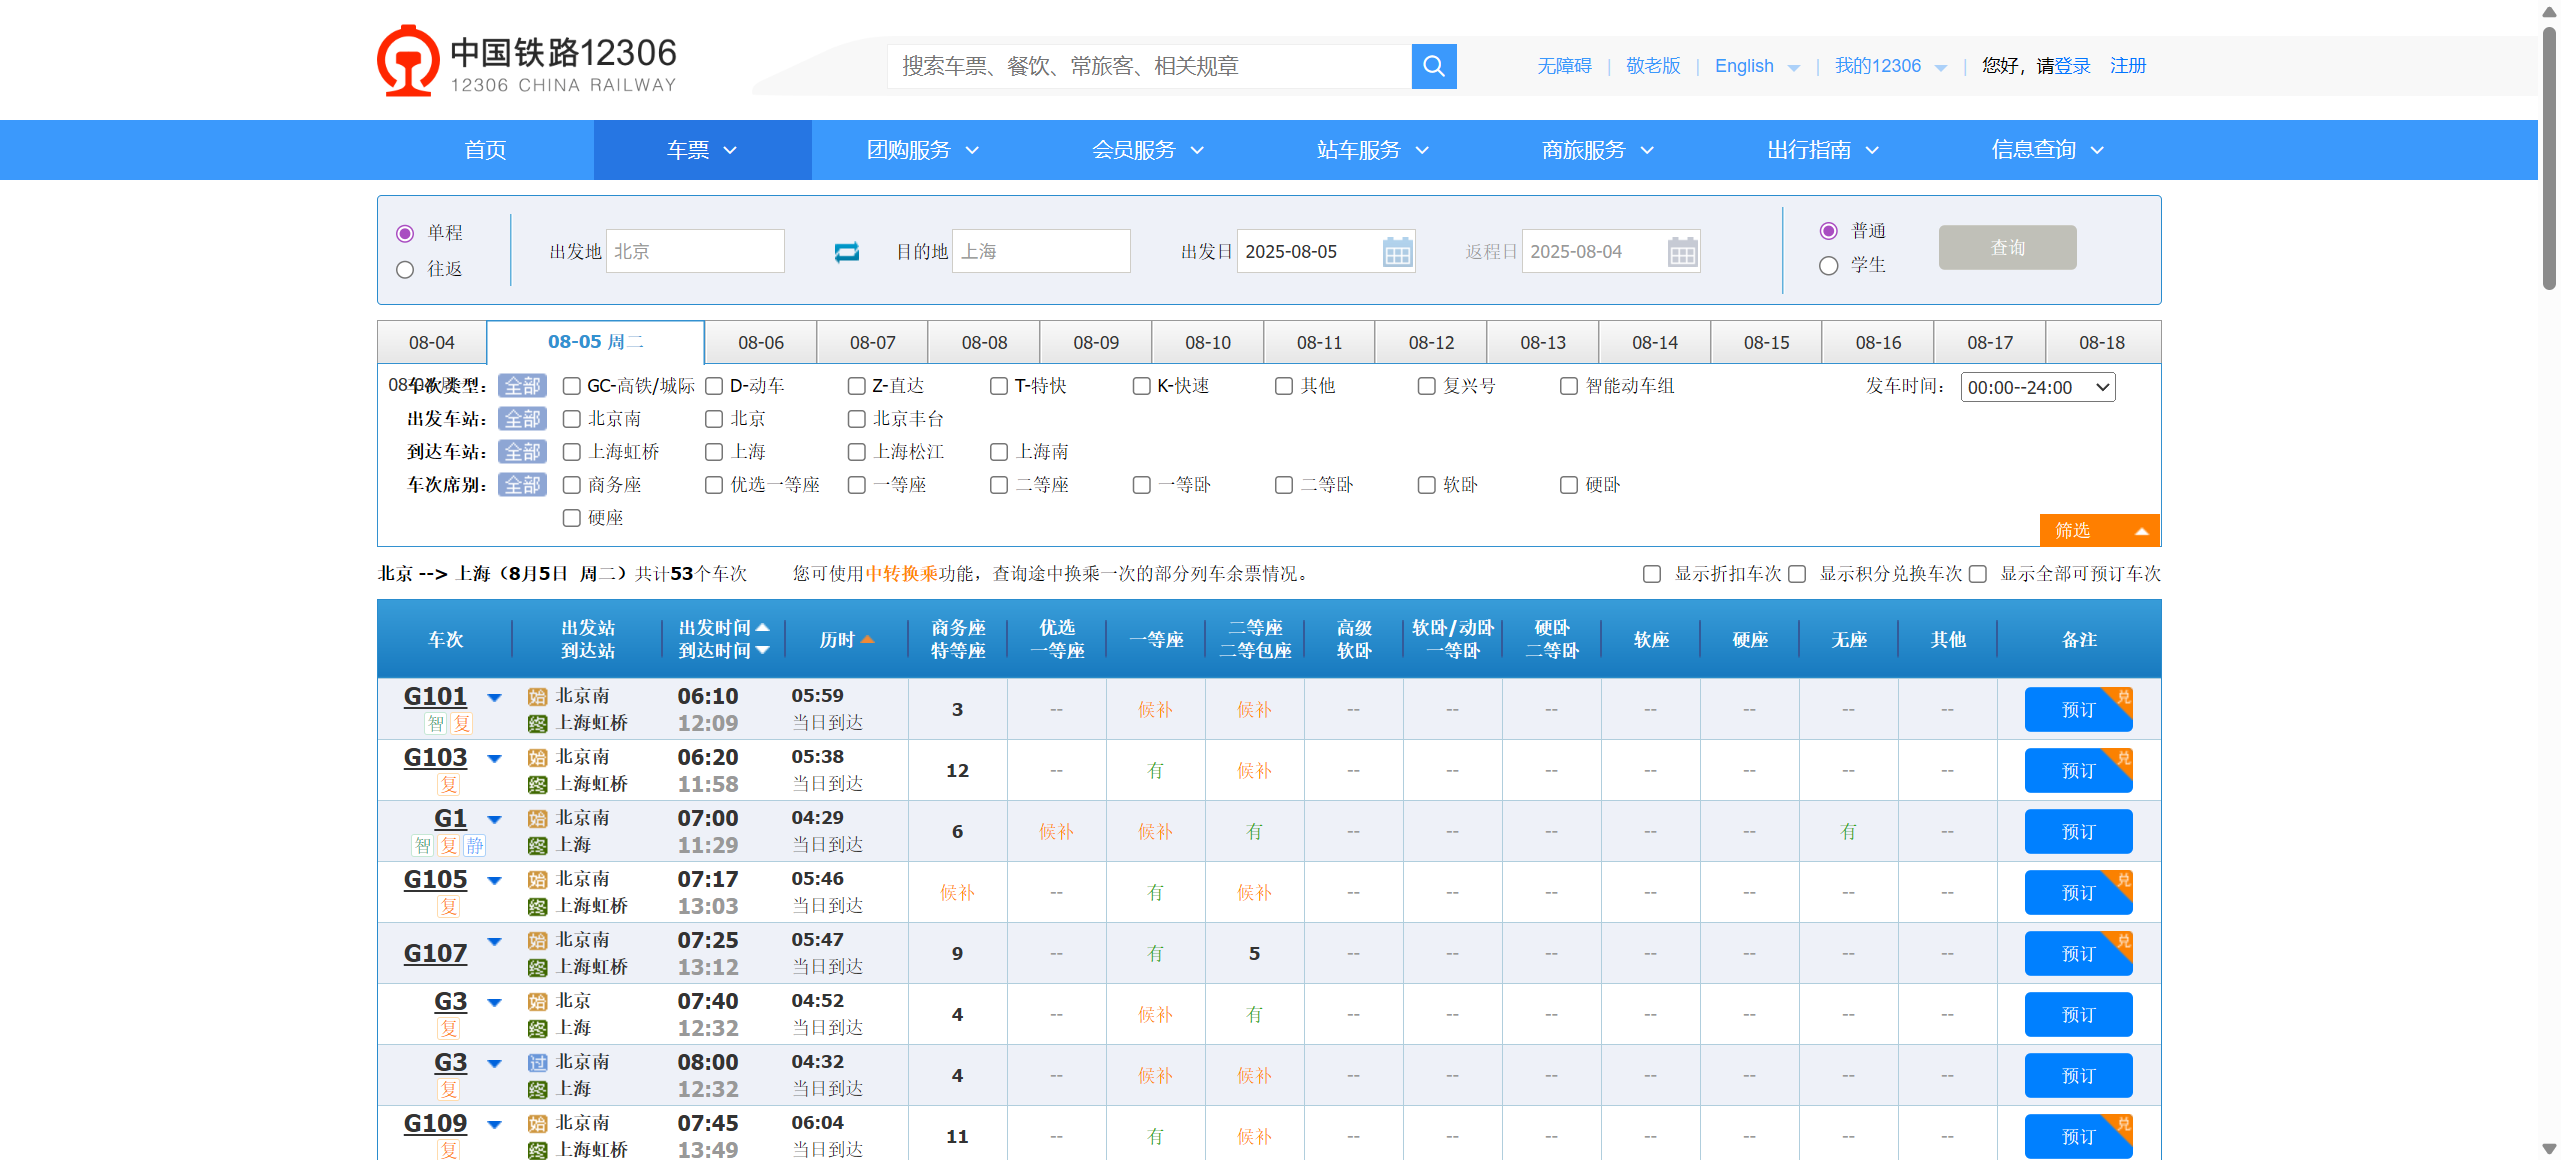 中国铁路12306
12306 CHINA RAILWAY
搜索车票、餐饮、常旅客、相关规章
无障碍 | 敬老版 | English | 我的12306 | 您好，请登录 注册
首页 车票 团购服务 会员服务 站车服务 商旅服务 出行指南 信息查询
单程
往返
出发地 北京 目的地 上海 出发日 2025-08-05 返程日 2025-08-04
普通
学生
查询
08-04 08-05 周二 08-06 08-07 08-08 08-09 08-10 08-11 08-12 08-13 08-14 08-15 08-16 08-17 08-18
车次类型： 全部 GC-高铁/城际 D-动车 Z-直达 T-特快 K-快速 其他 复兴号 智能动车组 发车时间： 00:00--24:00
出发车站： 全部 北京南 北京 北京丰台
到达车站： 全部 上海虹桥 上海 上海松江 上海南
车次席别： 全部 商务座 优选一等座 一等座 二等座 一等卧 二等卧 软卧 硬卧
硬座
筛选
北京 --> 上海（8月5日 周二）共计53个车次 您可使用中转换乘功能，查询途中换乘一次的部分列车余票情况。 显示折扣车次 显示积分兑换车次 显示全部可预订车次
车次 出发站 到达站 出发时间 到达时间 历时 商务座 特等座 优选 一等座 一等座 二等座 二等包座 高级 软卧 软卧/动卧 一等卧 硬卧 二等卧 软座 硬座 无座 其他 备注
G101 始 北京南 06:10 05:59 3 -- 候补 候补 -- -- -- -- -- -- -- 预订 兑
智 复 终 上海虹桥 12:09 当日到达
G103 始 北京南 06:20 05:38 12 -- 有 候补 -- -- -- -- -- -- -- 预订 兑
复 终 上海虹桥 11:58 当日到达
G1 始 北京南 07:00 04:29 6 候补 候补 有 -- -- -- -- -- 有 -- 预订
智 复 静 终 上海 11:29 当日到达
G105 始 北京南 07:17 05:46 候补 -- 有 候补 -- -- -- -- -- -- -- 预订 兑
复 终 上海虹桥 13:03 当日到达
G107 始 北京南 07:25 05:47 9 -- 有 5 -- -- -- -- -- -- -- 预订 兑
终 上海虹桥 13:12 当日到达
G3 始 北京 07:40 04:52 4 -- 候补 有 -- -- -- -- -- -- -- 预订
复 终 上海 12:32 当日到达
G3 过 北京南 08:00 04:32 4 -- 候补 候补 -- -- -- -- -- -- -- 预订
复 终 上海 12:32 当日到达
G109 始 北京南 07:45 06:04 11 -- 有 候补 -- -- -- -- -- -- -- 预订 兑
复 终 上海虹桥 13:49 当日到达